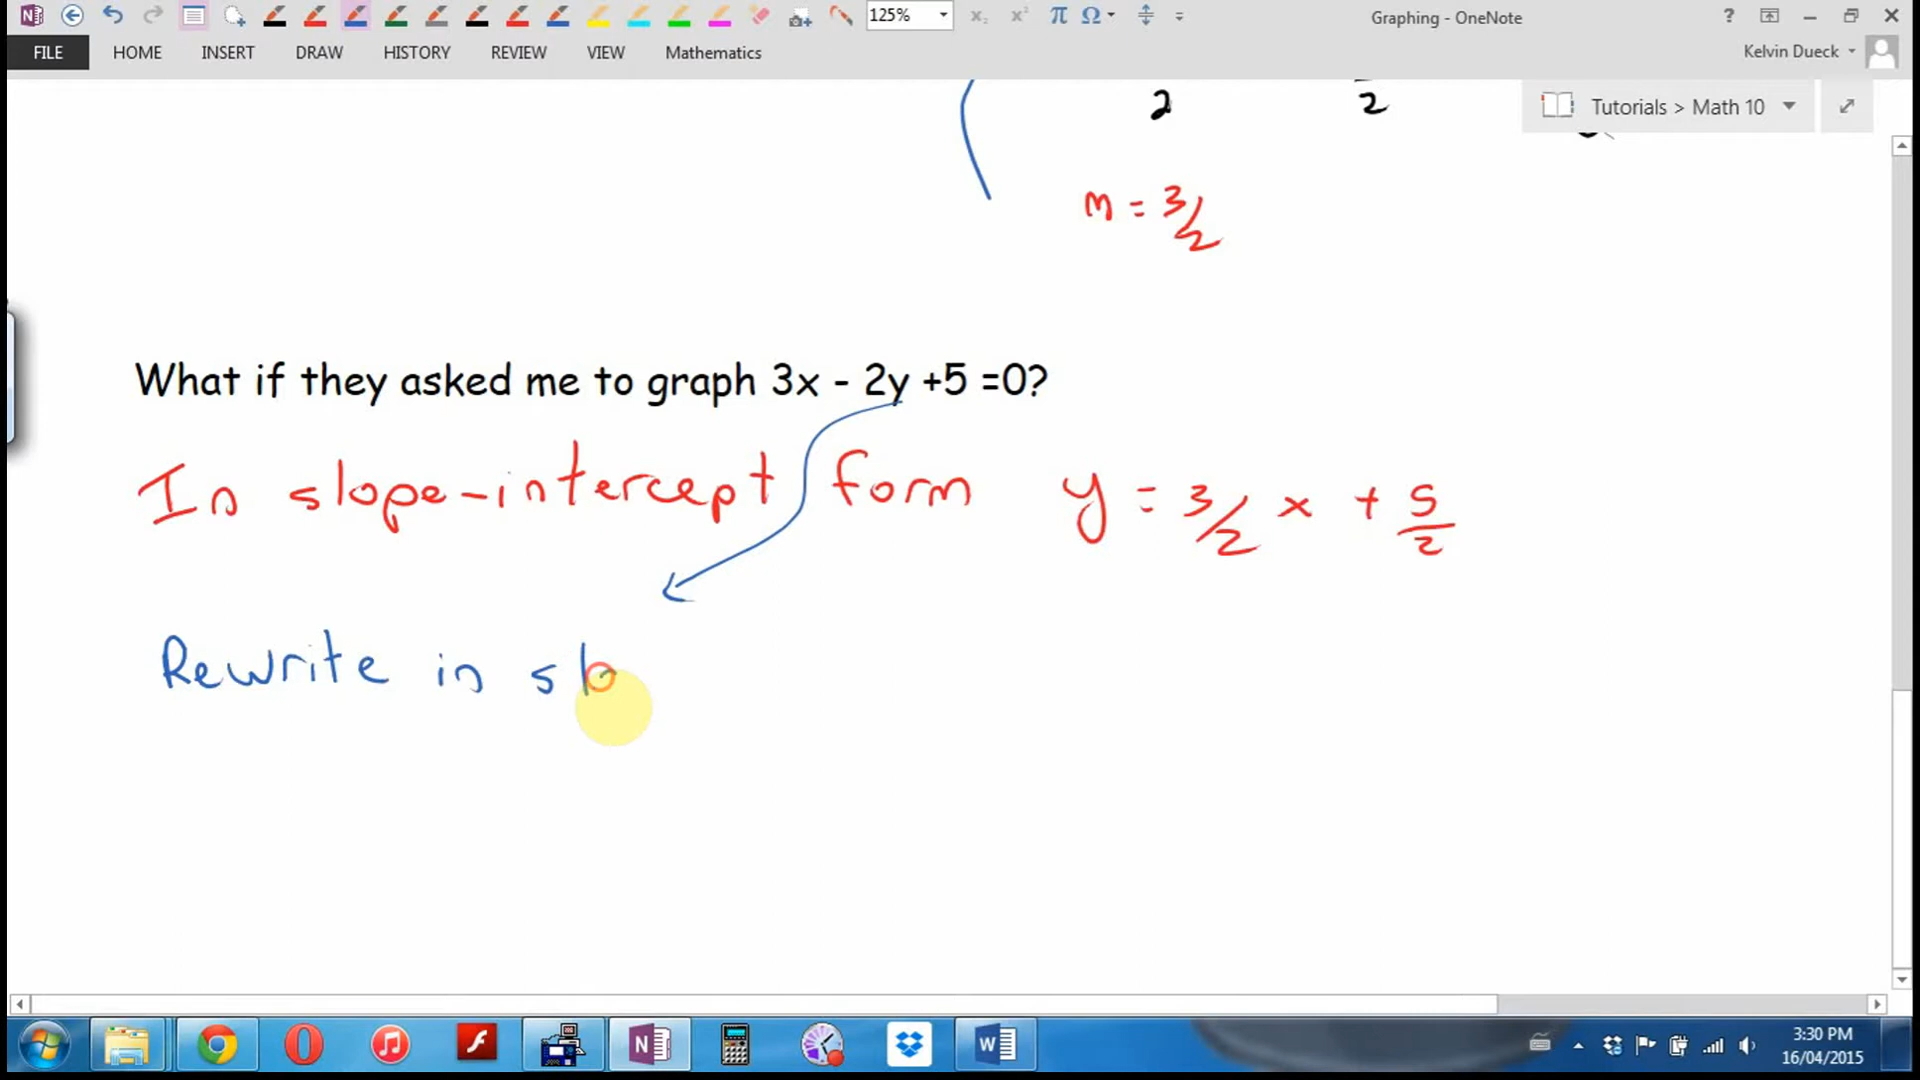 125%
x₂ x² π Ω
Graphing - OneNote
?
FILE HOME INSERT DRAW HISTORY REVIEW VIEW Mathematics
Kelvin Dueck
2 2
Tutorials > Math 10
m = 3/2
What if they asked me to graph 3x - 2y +5 =0?
In slope-intercept form y = 3/2 x + 5/2
Rewrite in slo
3:30 PM
16/04/2015